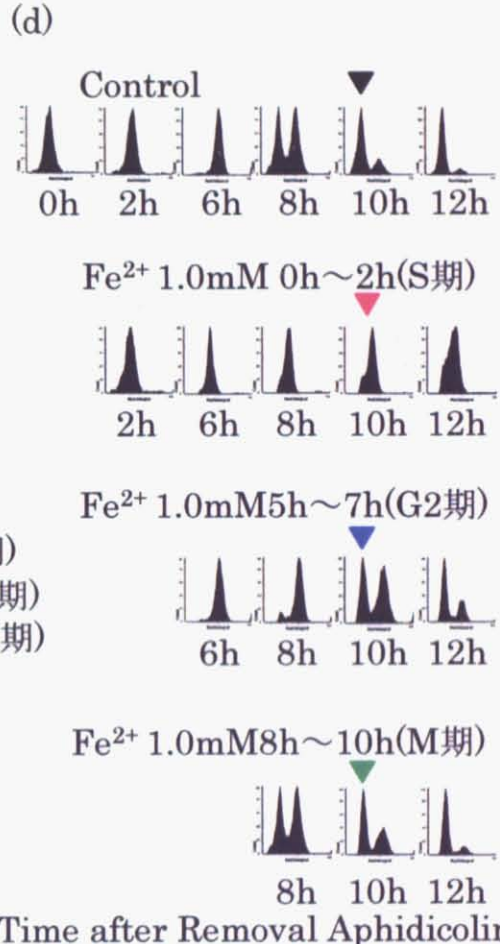 (d)
Control
0h 2h 6h 8h 10h 12h
Fe²⁺ 1.0mM 0h～2h(S期)
2h 6h 8h 10h 12h
Fe²⁺ 1.0mM5h～7h(G2期)
)
期)
期)
6h 8h 10h 12h
Fe²⁺ 1.0mM8h～10h(M期)
8h 10h 12h
Time after Removal Aphidicolin